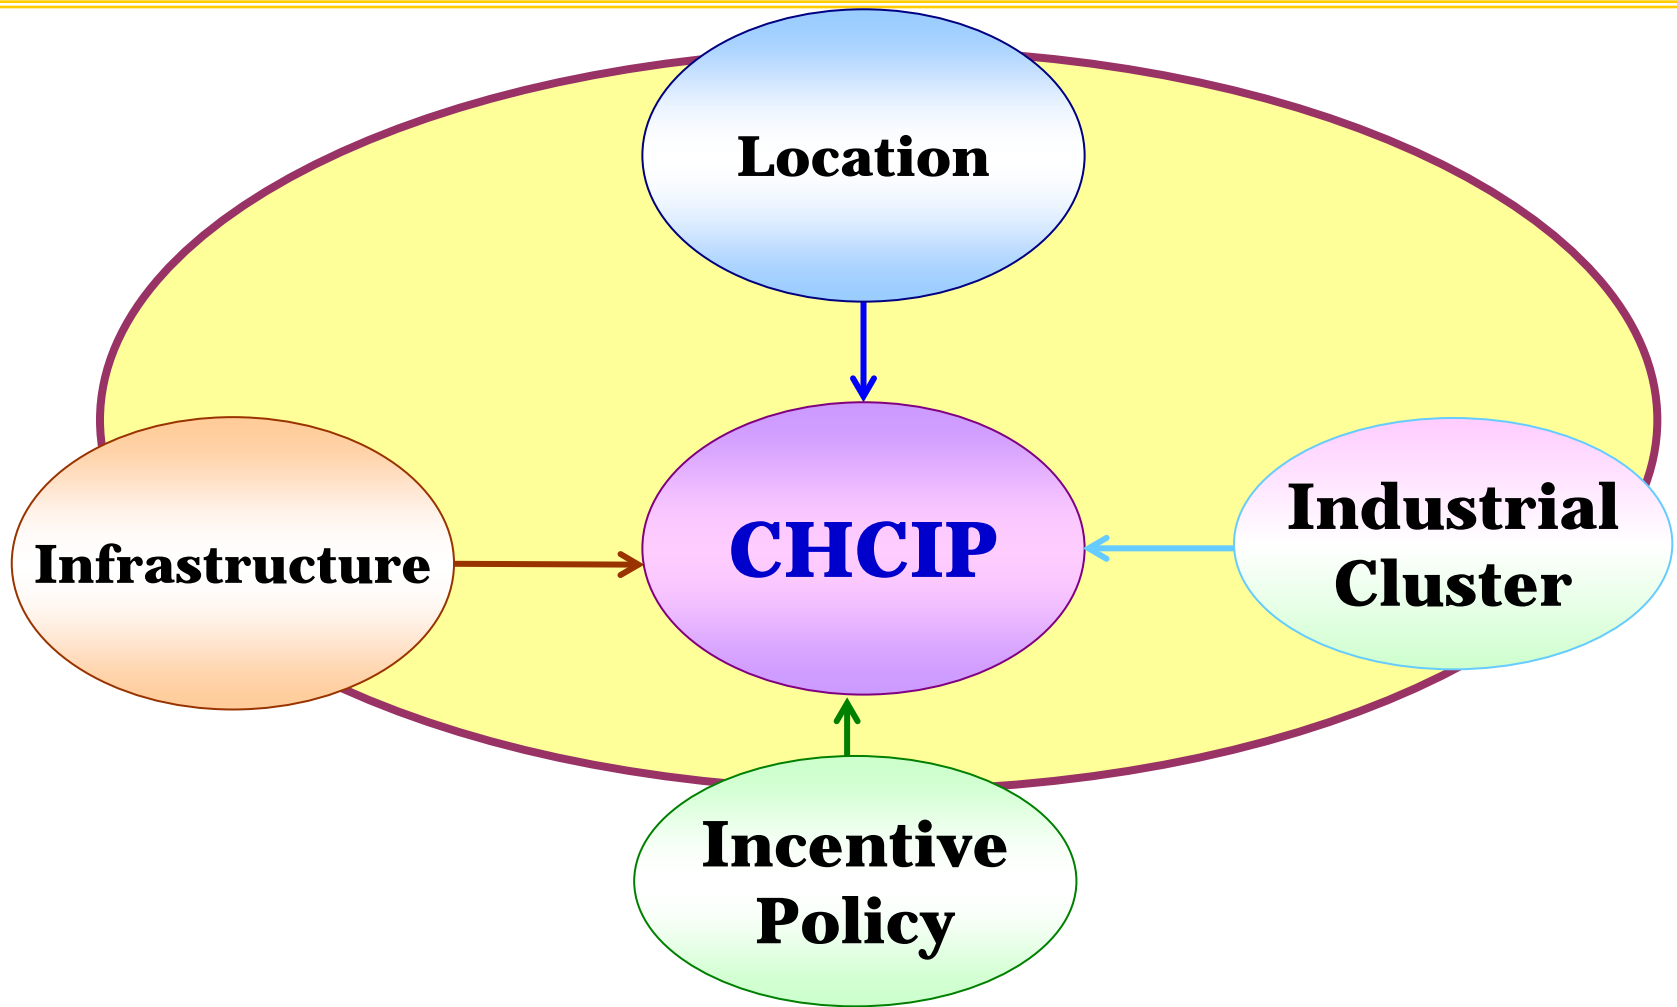 Location
Infrastructure
CHCIP
Industrial
Cluster
Incentive
Policy